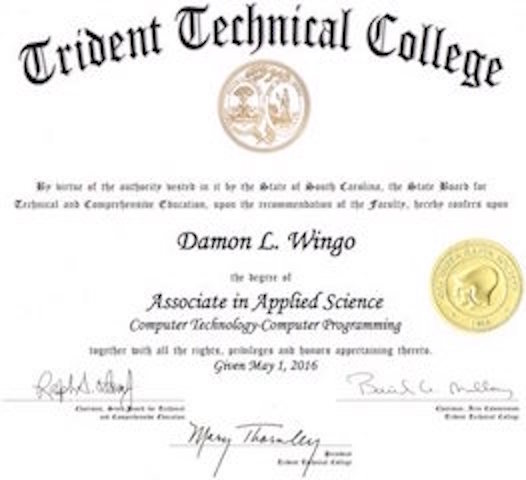 Trident Technical College
By virtue of the authority vested in it by the State of South Carolina, the State Board for
Technical and Comprehensive Education, upon the recommendation of the Faculty, hereby confers upon
Damon L. Wingo
the degree of
Associate in Applied Science
Computer Technology-Computer Programming
together with all the rights, privileges and honors appertaining thereto.
Given May 1, 2016
Chairman, State Board for Technical
and Comprehensive Education
Chairman, Area Commission
Trident Technical College
Mary Thornley
President
Trident Technical College